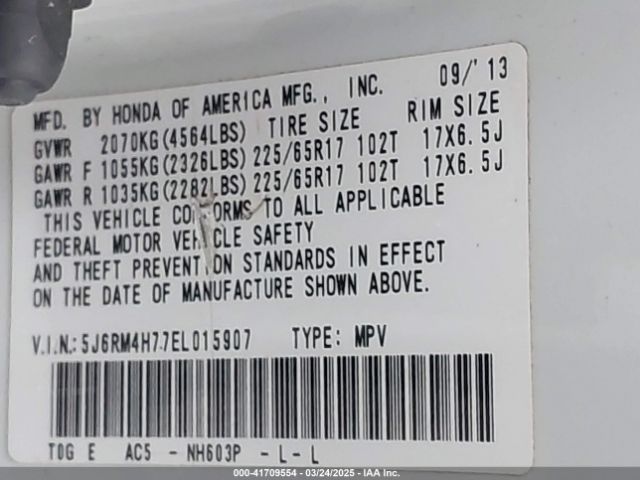 MFD. BY HONDA OF AMERICA MFG., INC. 09/'13
GVWR 2070KG(4564LBS) TIRE SIZE RIM SIZE
GAWR F 1055KG(2326LBS) 225/65R17 102T 17X6.5J
GAWR R 1035KG(2282LBS) 225/65R17 102T 17X6.5J
THIS VEHICLE CONFORMS TO ALL APPLICABLE
FEDERAL MOTOR VEHICLE SAFETY
AND THEFT PREVENTION STANDARDS IN EFFECT
ON THE DATE OF MANUFACTURE SHOWN ABOVE.
V.I.N.: 5J6RM4H77EL015907 TYPE: MPV
T0G E AC5 - NH603P - L - L
000-41709554 - 03/24/2025 - IAA Inc.